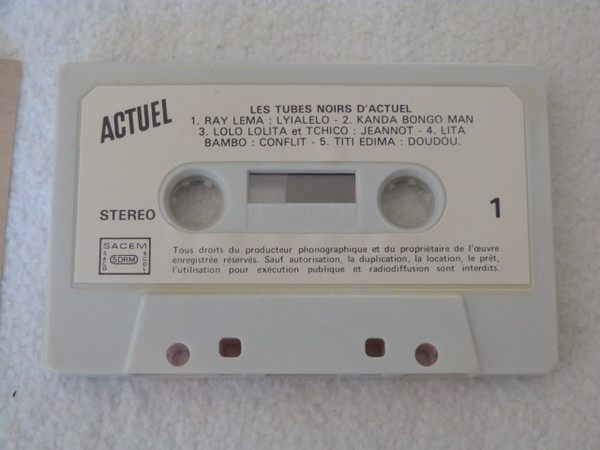 ACTUEL
LES TUBES NOIRS D'ACTUEL
1. RAY LEMA : LYIALELO - 2. KANDA BONGO MAN
3. LOLO LOLITA et TCHICO : JEANNOT - 4. LITA
BAMBO : CONFLIT - 5. TITI EDIMA : DOUDOU.
STEREO
1
SACEM
SACD
SDRM
SGDL
Tous droits du producteur phonographique et du propriétaire de l'œuvre
enregistrée réservés. Sauf autorisation, la duplication, la location, le prêt,
l'utilisation pour exécution publique et radiodiffusion sont interdits.